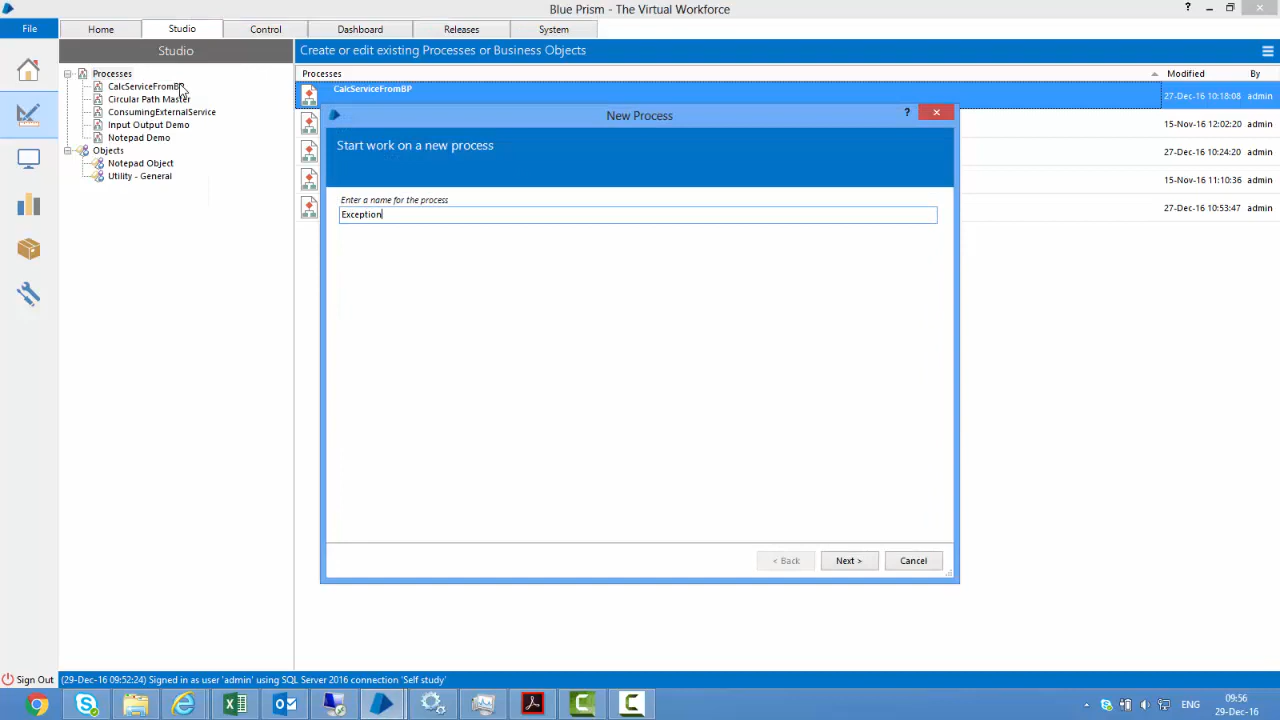 Blue Prism - The Virtual Workforce
?
File
Home
Studio
Control
Dashboard
Releases
System
Studio
Create or edit existing Processes or Business Objects
Processes
CalcServiceFromBP
Circular Path Master
ConsumingExternalService
Input Output Demo
Notepad Demo
Objects
Notepad Object
Utility - General
Processes
Modified
By
CalcServiceFromBP
27-Dec-16 10:18:08 admin
15-Nov-16 12:02:20 admin
27-Dec-16 10:24:20 admin
15-Nov-16 11:10:36 admin
27-Dec-16 10:53:47 admin
New Process
?
Start work on a new process
Enter a name for the process
Exception
< Back
Next >
Cancel
Sign Out
(29-Dec-16 09:52:24) Signed in as user 'admin' using SQL Server 2016 connection 'Self study'
ENG
09:56
29-Dec-16